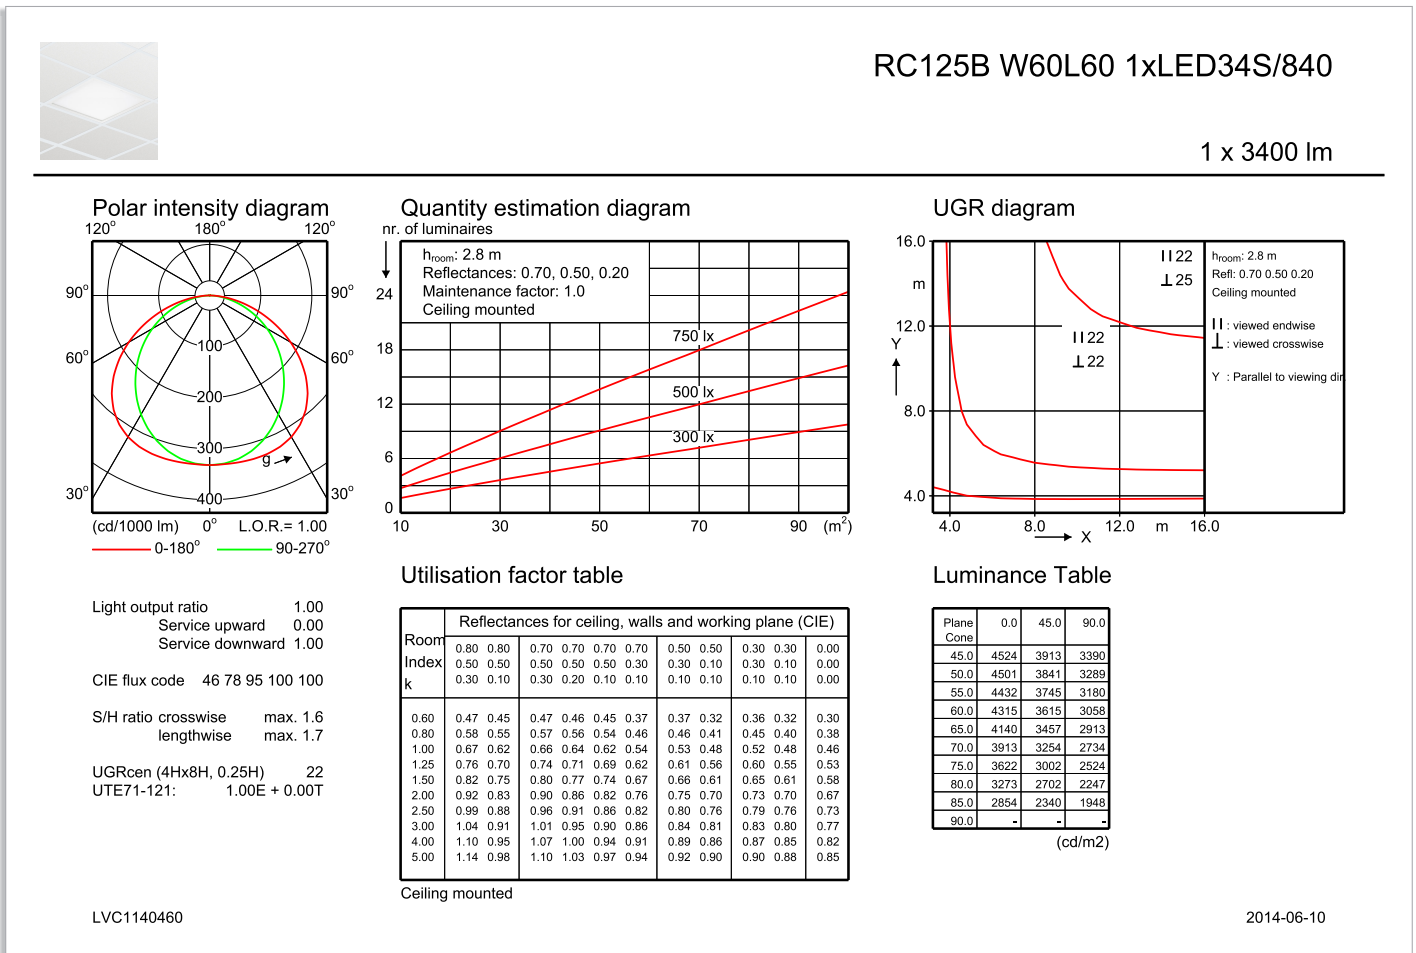 RC125B W60L60 1xLED34S/840
1 x 3400 lm
Polar intensity diagram
120° 180° 120°
90° 90°
60° 60°
30° 30°
100
200
300
400
g
(cd/1000 lm) 0° L.O.R.= 1.00
0-180° 90-270°
Quantity estimation diagram
nr. of luminaires
hroom: 2.8 m
Reflectances: 0.70, 0.50, 0.20
Maintenance factor: 1.0
Ceiling mounted
24
18
12
6
0
750 lx
500 lx
300 lx
10 30 50 70 90 (m²)
UGR diagram
16.0
m
12.0
Y
8.0
4.0
II 22
⊥ 25
II 22
⊥ 22
4.0 8.0 12.0 m 16.0
X
hroom: 2.8 m
Refl: 0.70 0.50 0.20
Ceiling mounted
II : viewed endwise
⊥ : viewed crosswise
Y : Parallel to viewing dir.
Light output ratio 1.00
Service upward 0.00
Service downward 1.00
CIE flux code 46 78 95 100 100
S/H ratio crosswise max. 1.6
lengthwise max. 1.7
UGRcen (4Hx8H, 0.25H) 22
UTE71-121: 1.00E + 0.00T
Utilisation factor table
Reflectances for ceiling, walls and working plane (CIE)
Room
Index
k
0.80 0.80 0.70 0.70 0.70 0.70 0.50 0.50 0.30 0.30 0.00
0.50 0.50 0.50 0.50 0.50 0.30 0.30 0.10 0.30 0.10 0.00
0.30 0.10 0.30 0.20 0.10 0.10 0.10 0.10 0.10 0.10 0.00
0.60 0.47 0.45 0.47 0.46 0.45 0.37 0.37 0.32 0.36 0.32 0.30
0.80 0.58 0.55 0.57 0.56 0.54 0.46 0.46 0.41 0.45 0.40 0.38
1.00 0.67 0.62 0.66 0.64 0.62 0.54 0.53 0.48 0.52 0.48 0.46
1.25 0.76 0.70 0.74 0.71 0.69 0.62 0.61 0.56 0.60 0.55 0.53
1.50 0.82 0.75 0.80 0.77 0.74 0.67 0.66 0.61 0.65 0.61 0.58
2.00 0.92 0.83 0.90 0.86 0.82 0.76 0.75 0.70 0.73 0.70 0.67
2.50 0.99 0.88 0.96 0.91 0.86 0.82 0.80 0.76 0.79 0.76 0.73
3.00 1.04 0.91 1.01 0.95 0.90 0.86 0.84 0.81 0.83 0.80 0.77
4.00 1.10 0.95 1.07 1.00 0.94 0.91 0.89 0.86 0.87 0.85 0.82
5.00 1.14 0.98 1.10 1.03 0.97 0.94 0.92 0.90 0.90 0.88 0.85
Ceiling mounted
Luminance Table
Plane 0.0 45.0 90.0
Cone
45.0 4524 3913 3390
50.0 4501 3841 3289
55.0 4432 3745 3180
60.0 4315 3615 3058
65.0 4140 3457 2913
70.0 3913 3254 2734
75.0 3622 3002 2524
80.0 3273 2702 2247
85.0 2854 2340 1948
90.0 - - -
(cd/m2)
LVC1140460
2014-06-10